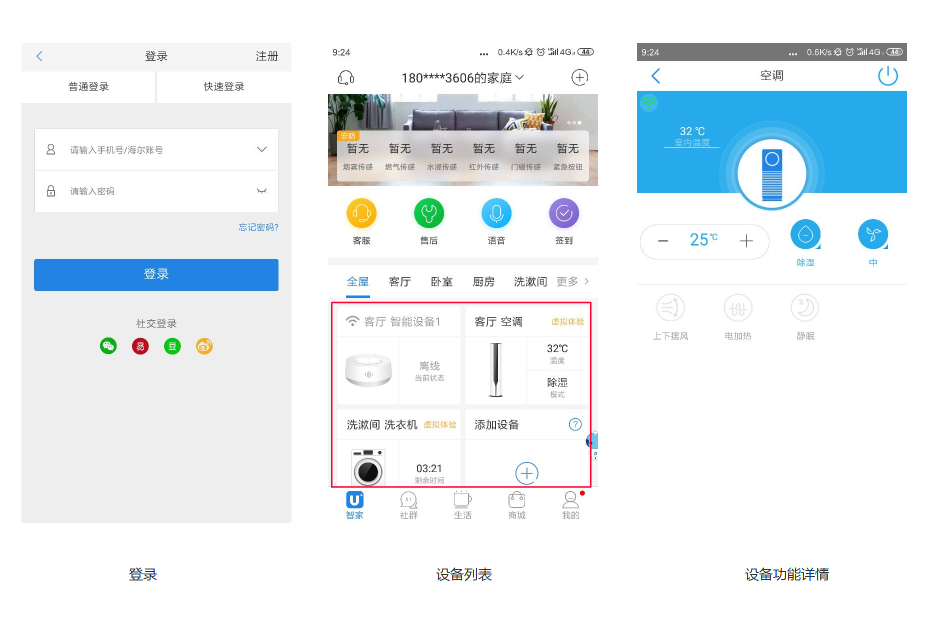 登录
注册
普通登录
快速登录
请输入手机号/海尔账号
请输入密码
忘记密码?
登录
社交登录
易
豆
登录
9:24
... 0.4K/s 4G 44
180****3606的家庭
安防
暂无 暂无 暂无 暂无 暂无 暂无
烟雾传感 燃气传感 水浸传感 红外传感 门磁传感 紧急按钮
客服 售后 语音 签到
全屋 客厅 卧室 厨房 洗漱间 更多
客厅 智能设备1
离线
当前状态
客厅 空调 虚拟体验
32℃
温度
除湿
模式
洗漱间 洗衣机 虚拟体验
03:21
剩余时间
添加设备
?
智家 社群 生活 商城 我的
设备列表
9:24
... 0.6K/s 4G 44
空调
32 ℃
室内温度
25℃
除湿
中
上下摆风 电加热 静眠
设备功能详情